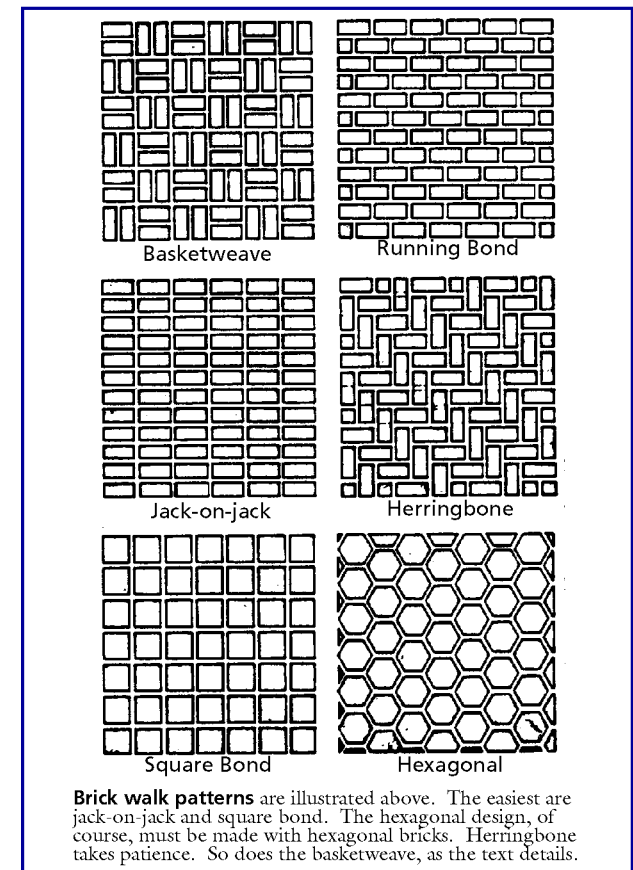 Basketweave
Running Bond
Jack-on-jack
Herringbone
Square Bond
Hexagonal
Brick walk patterns are illustrated above. The easiest are
jack-on-jack and square bond. The hexagonal design, of
course, must be made with hexagonal bricks. Herringbone
takes patience. So does the basketweave, as the text details.